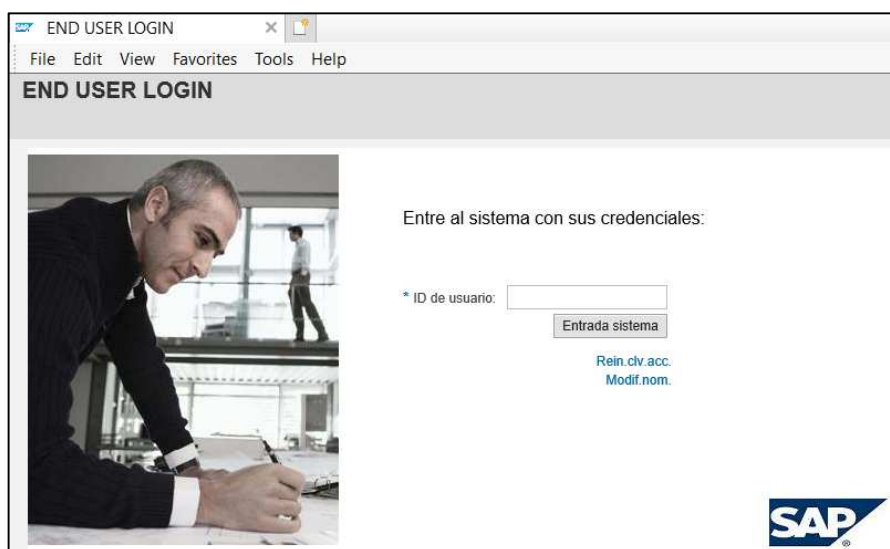 SAP END USER LOGIN
File Edit View Favorites Tools Help
END USER LOGIN
Entre al sistema con sus credenciales:
* ID de usuario:
Entrada sistema
Rein.clv.acc.
Modif.nom.
SAP®